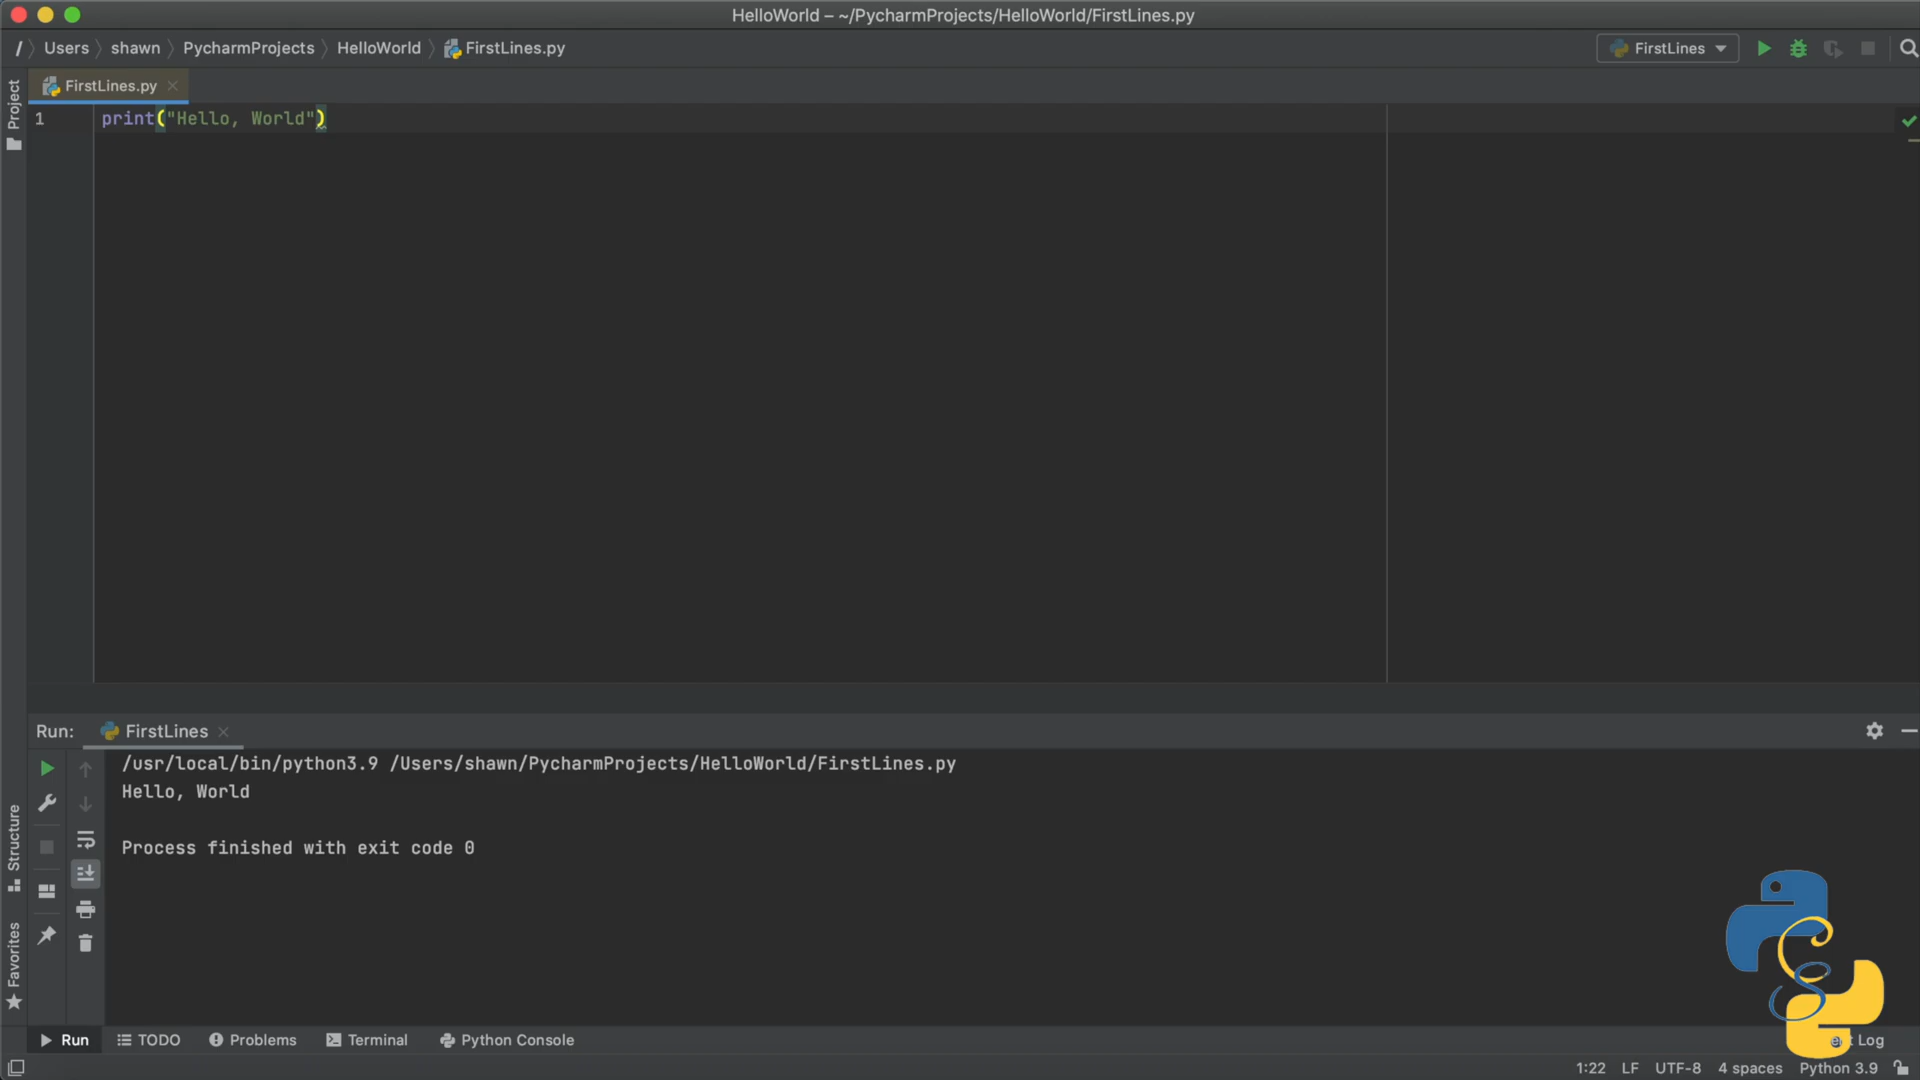 HelloWorld – ~/PycharmProjects/HelloWorld/FirstLines.py
/ Users shawn PycharmProjects HelloWorld FirstLines.py
FirstLines
Project
FirstLines.py
1 print("Hello, World")
Run: FirstLines
/usr/local/bin/python3.9 /Users/shawn/PycharmProjects/HelloWorld/FirstLines.py
Hello, World
Process finished with exit code 0
Structure
Favorites
Run TODO Problems Terminal Python Console Log
1:22 LF UTF-8 4 spaces Python 3.9